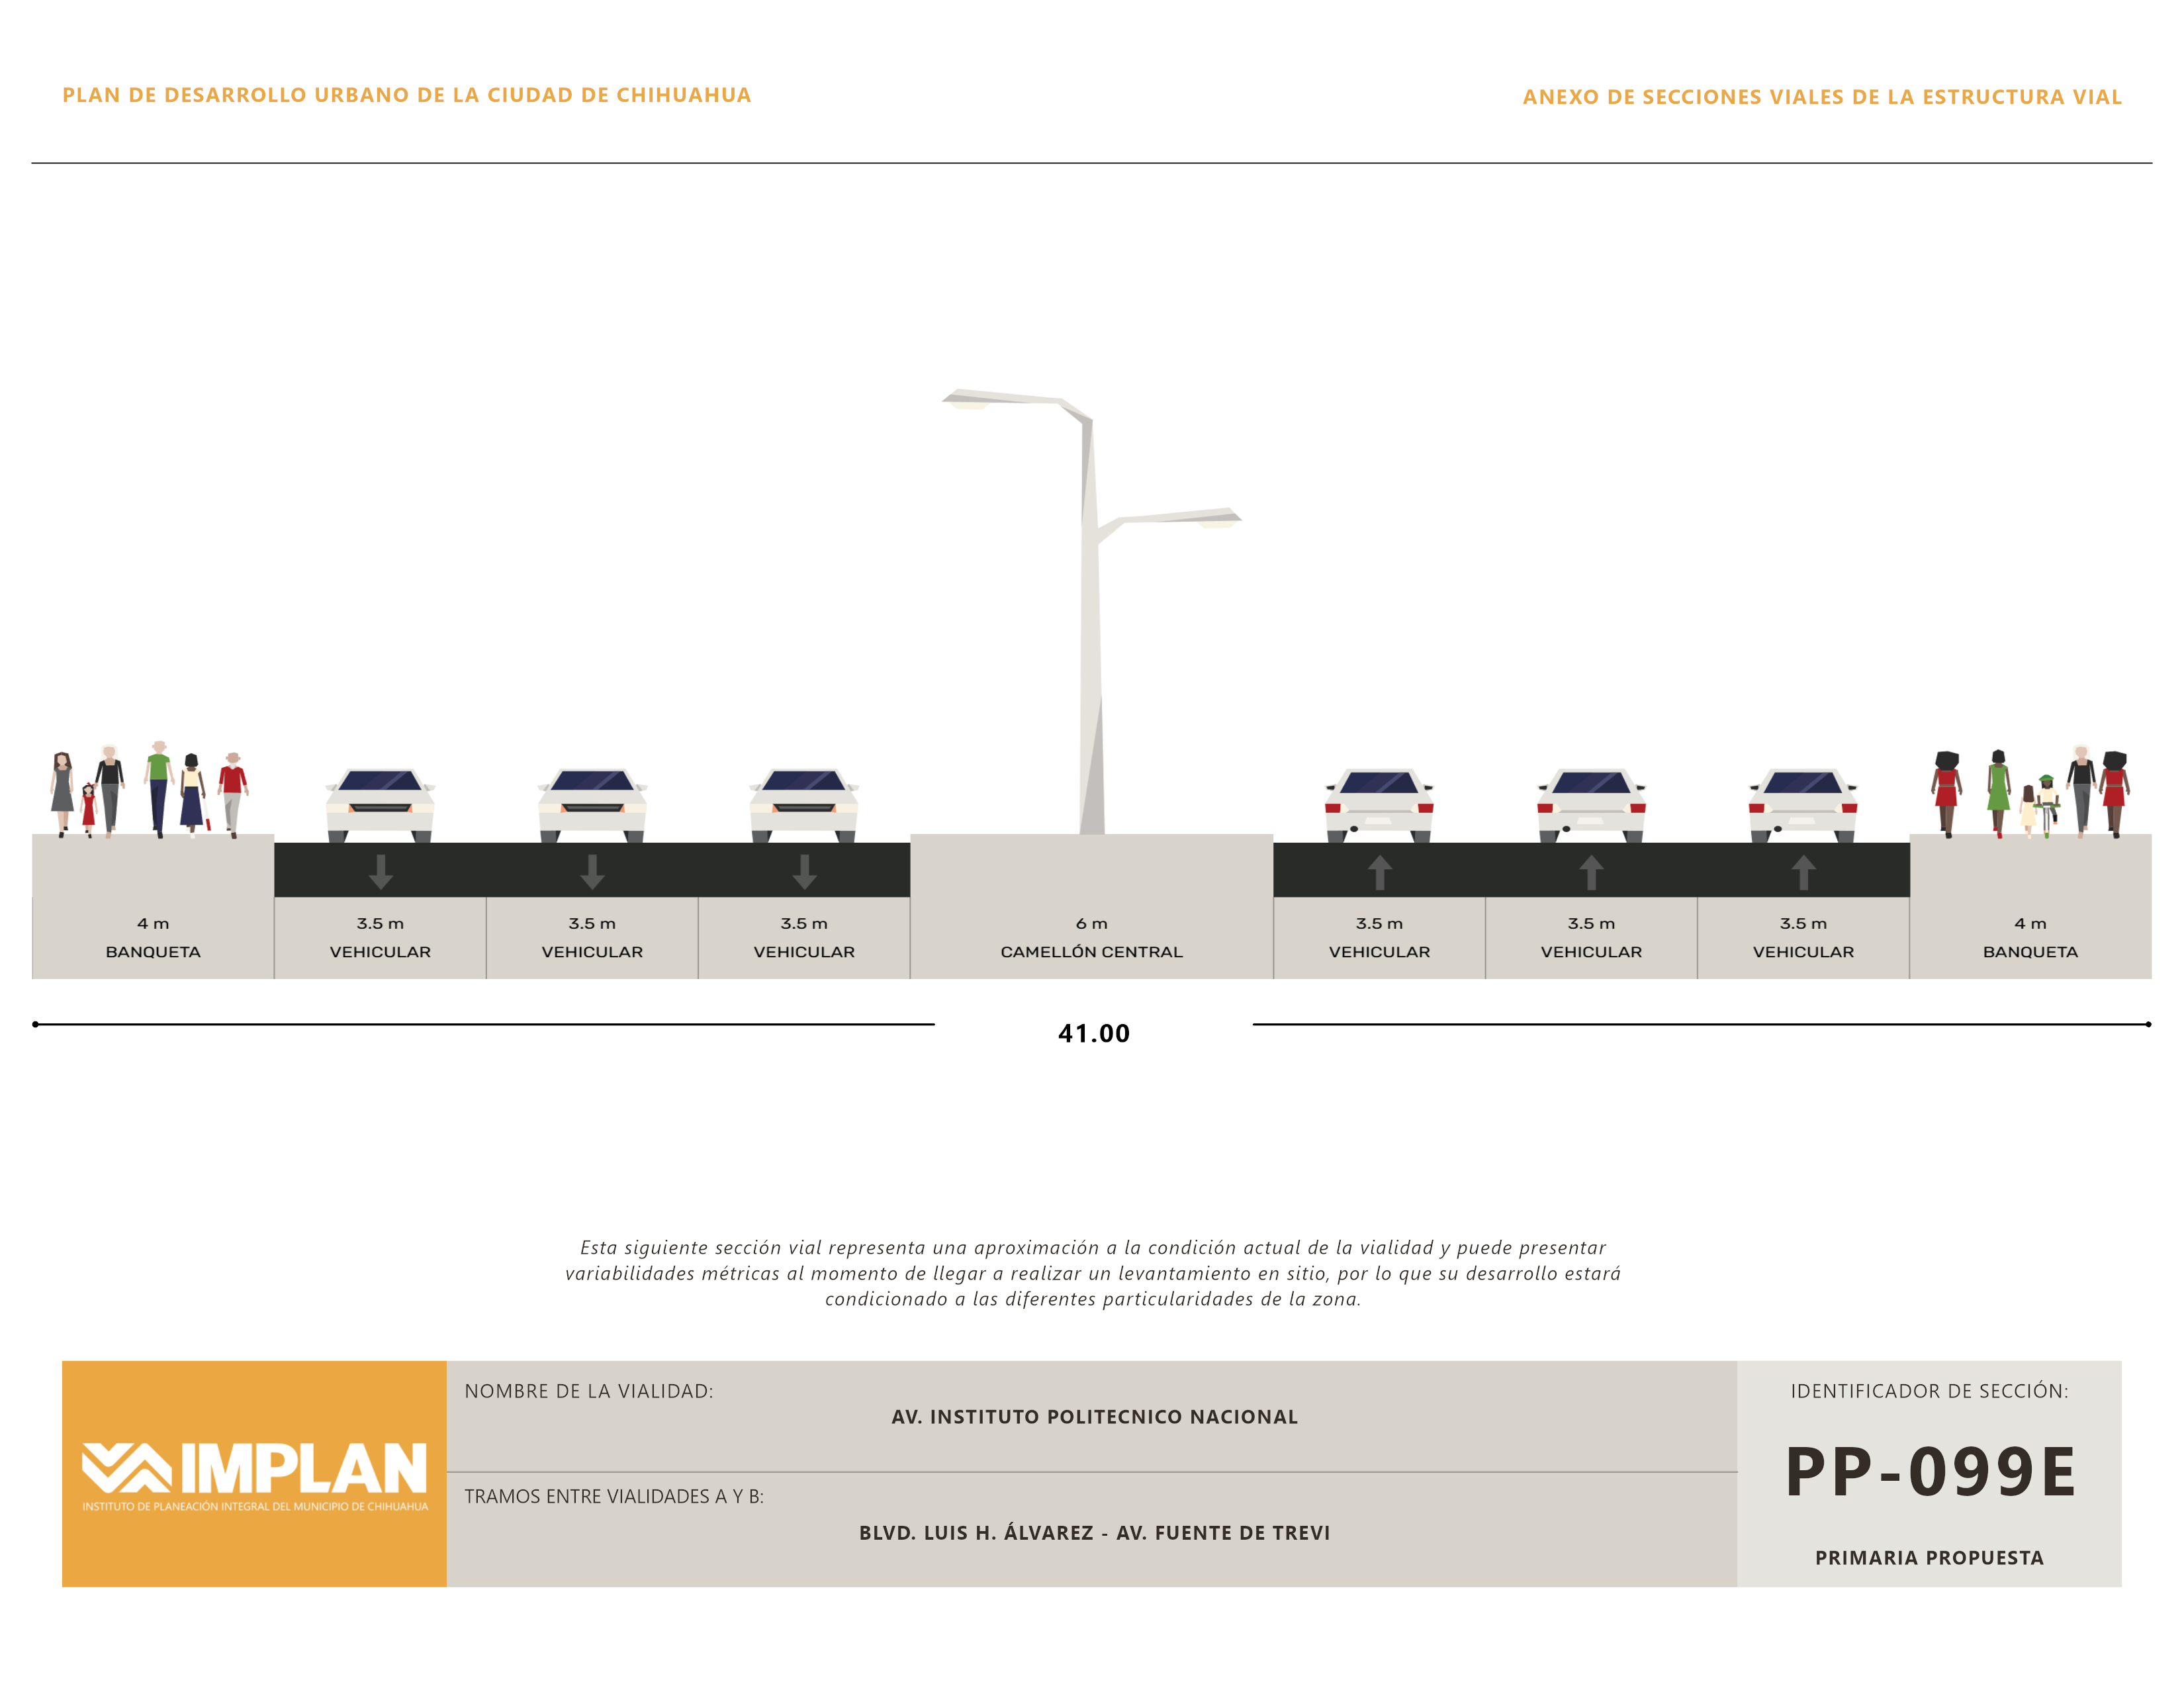 PLAN DE DESARROLLO URBANO DE LA CIUDAD DE CHIHUAHUA
ANEXO DE SECCIONES VIALES DE LA ESTRUCTURA VIAL
4 m
BANQUETA
3.5 m
VEHICULAR
3.5 m
VEHICULAR
3.5 m
VEHICULAR
6 m
CAMELLÓN CENTRAL
3.5 m
VEHICULAR
3.5 m
VEHICULAR
3.5 m
VEHICULAR
4 m
BANQUETA
41.00
Esta siguiente sección vial representa una aproximación a la condición actual de la vialidad y puede presentar
variabilidades métricas al momento de llegar a realizar un levantamiento en sitio, por lo que su desarrollo estará
condicionado a las diferentes particularidades de la zona.
IMPLAN
INSTITUTO DE PLANEACIÓN INTEGRAL DEL MUNICIPIO DE CHIHUAHUA
NOMBRE DE LA VIALIDAD:
AV. INSTITUTO POLITECNICO NACIONAL
TRAMOS ENTRE VIALIDADES A Y B:
BLVD. LUIS H. ÁLVAREZ - AV. FUENTE DE TREVI
IDENTIFICADOR DE SECCIÓN:
PP-099E
PRIMARIA PROPUESTA